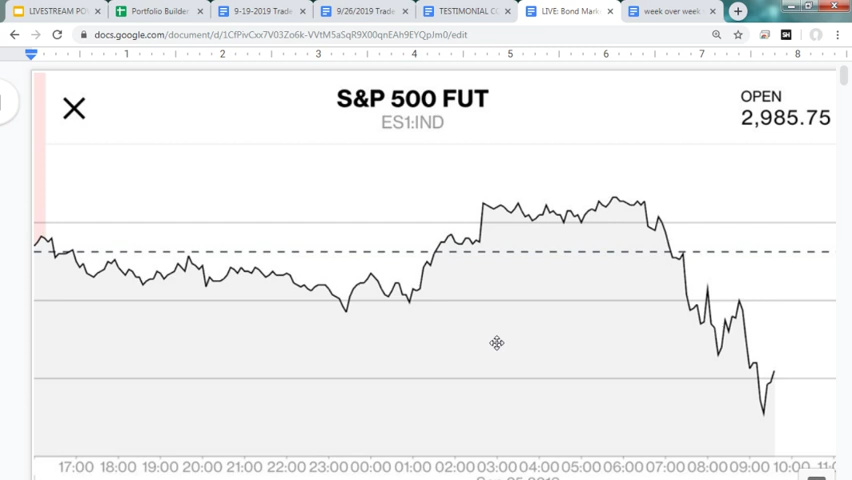 LIVESTREAM PO
Portfolio Builder
9-19-2019 Trade
9/26/2019 Trade
TESTIMONIAL CO
LIVE: Bond Mark
week over week
docs.google.com/document/d/1CfPivCxx7V03Zo6k-VVtM5aSqR9X00qnEAh9EYQpJm0/edit
1 2 3 4 5 6 7 8
S&P 500 FUT
ES1:IND
OPEN
2,985.75
17:00 18:00 19:00 20:00 21:00 22:00 23:00 00:00 01:00 02:00 03:00 04:00 05:00 06:00 07:00 08:00 09:00 10:00 11: